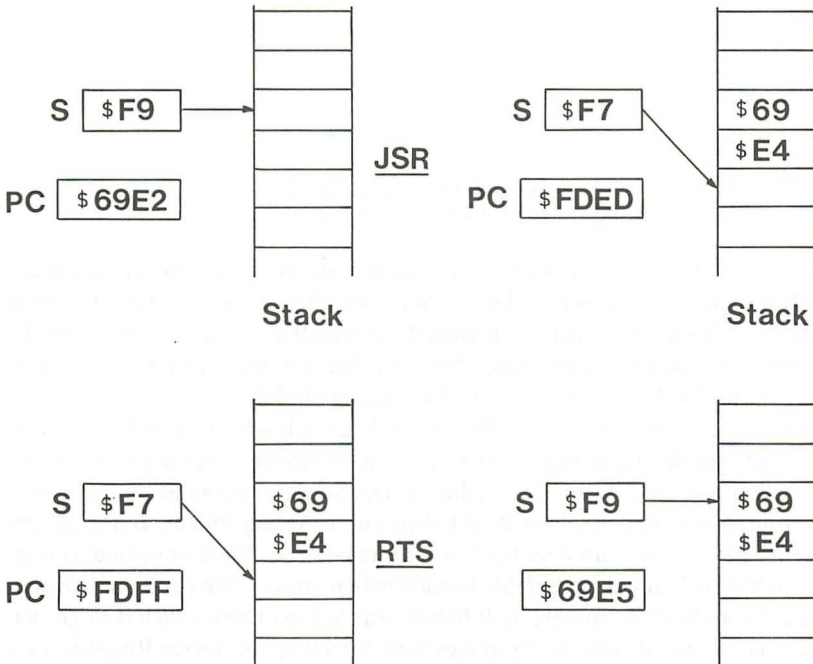 S $F9
PC $69E2
JSR
S $F7
PC $FDED
$69
$E4
Stack
Stack
S $F7
PC $FDFF
$69
$E4
RTS
S $F9
$69E5
$69
$E4